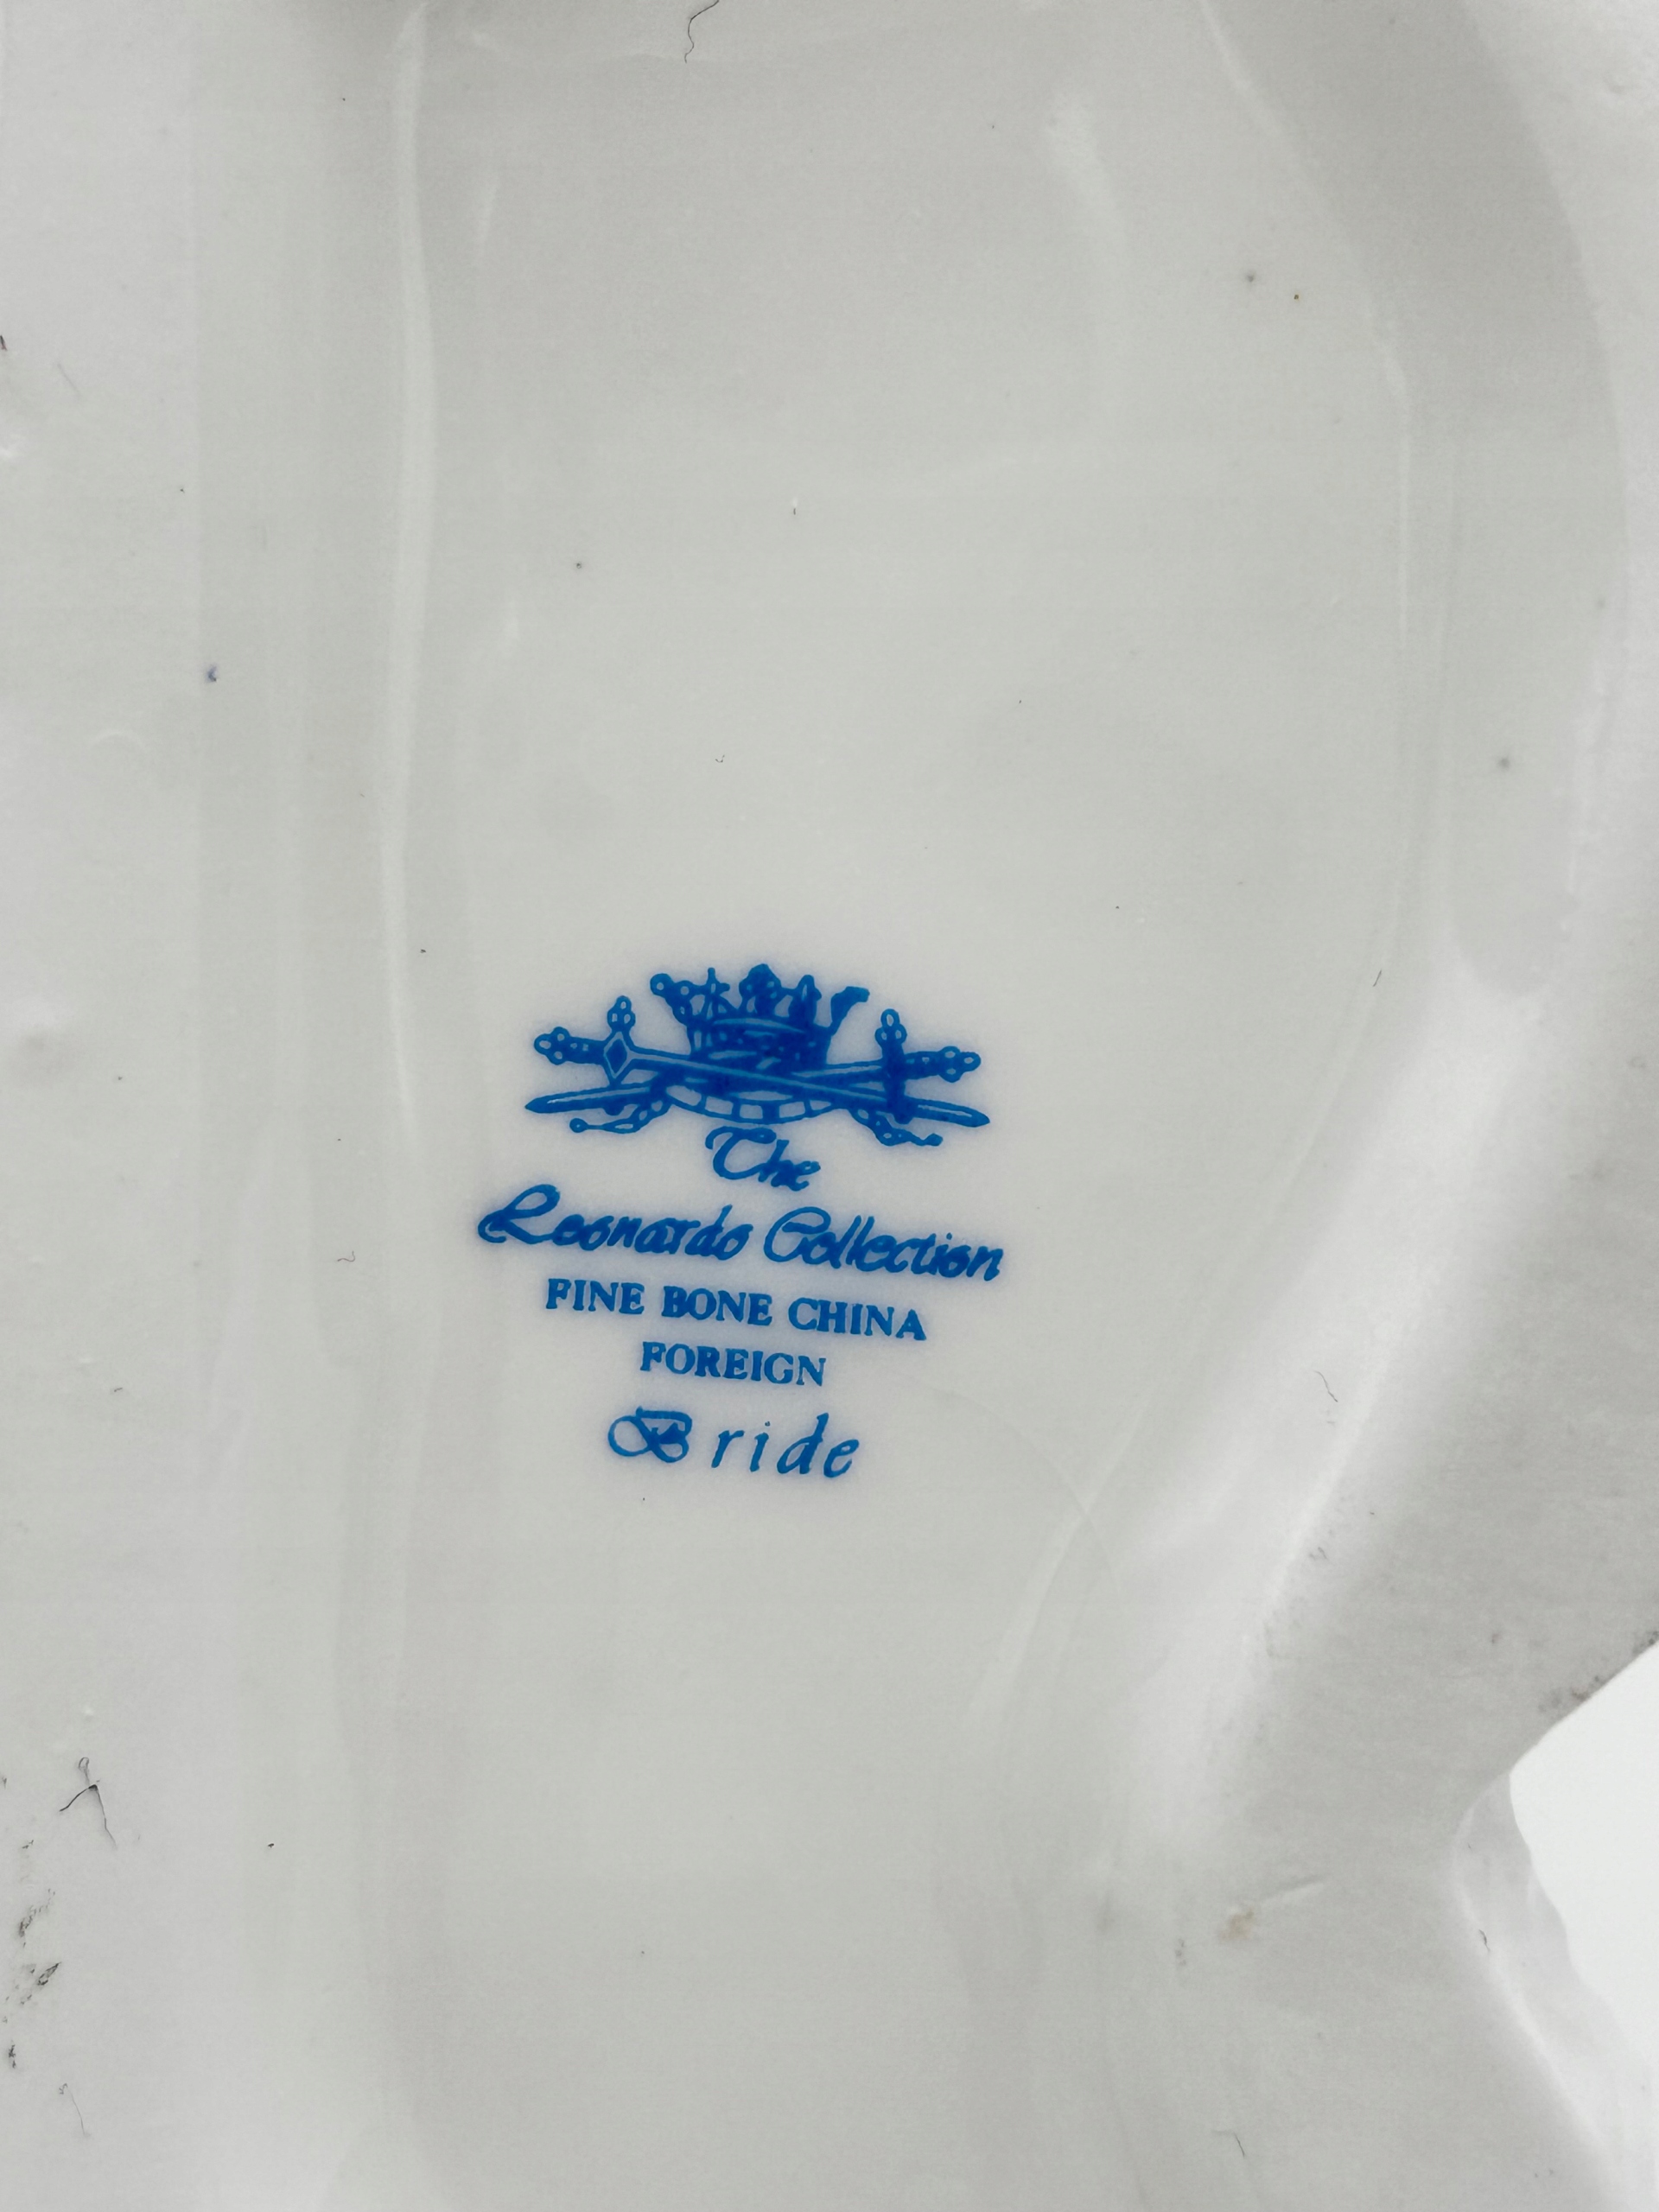 The
Leonardo Collection
FINE BONE CHINA
FOREIGN
Bride